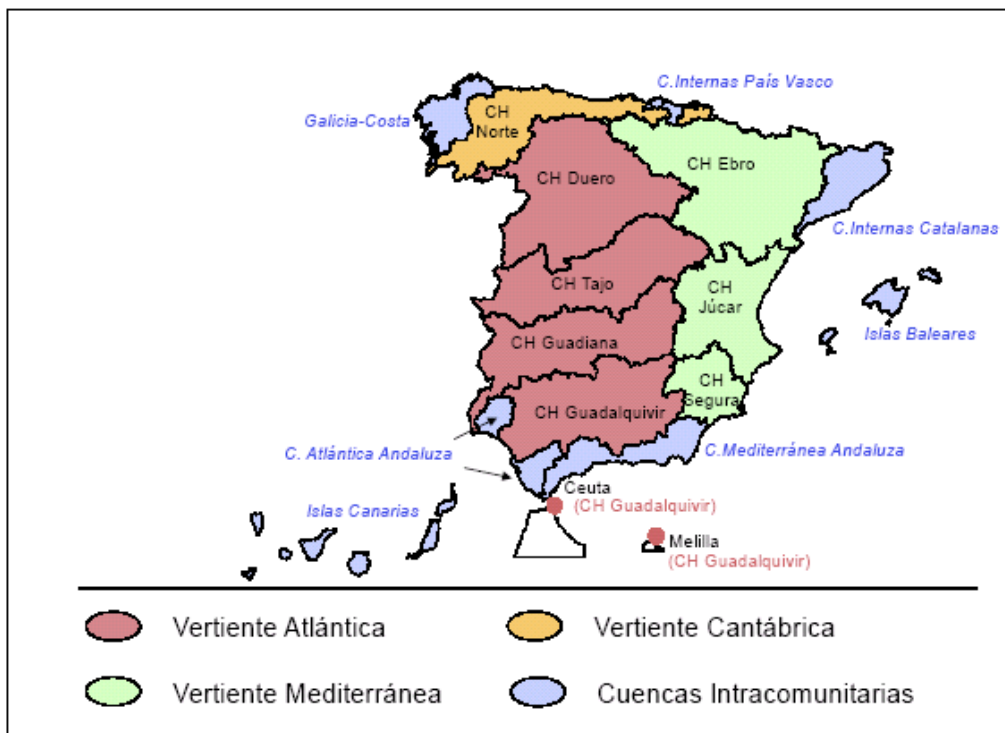 C.Internas País Vasco
Galicia-Costa
CH
Norte
CH Ebro
CH Duero
C.Internas Catalanas
CH Tajo
CH
Júcar
Islas Baleares
CH Guadiana
CH
Segura
CH Guadalquivir
C. Atlántica Andaluza
C.Mediterránea Andaluza
Ceuta
(CH Guadalquivir)
Islas Canarias
Melilla
(CH Guadalquivir)
Vertiente Atlántica
Vertiente Cantábrica
Vertiente Mediterránea
Cuencas Intracomunitarias